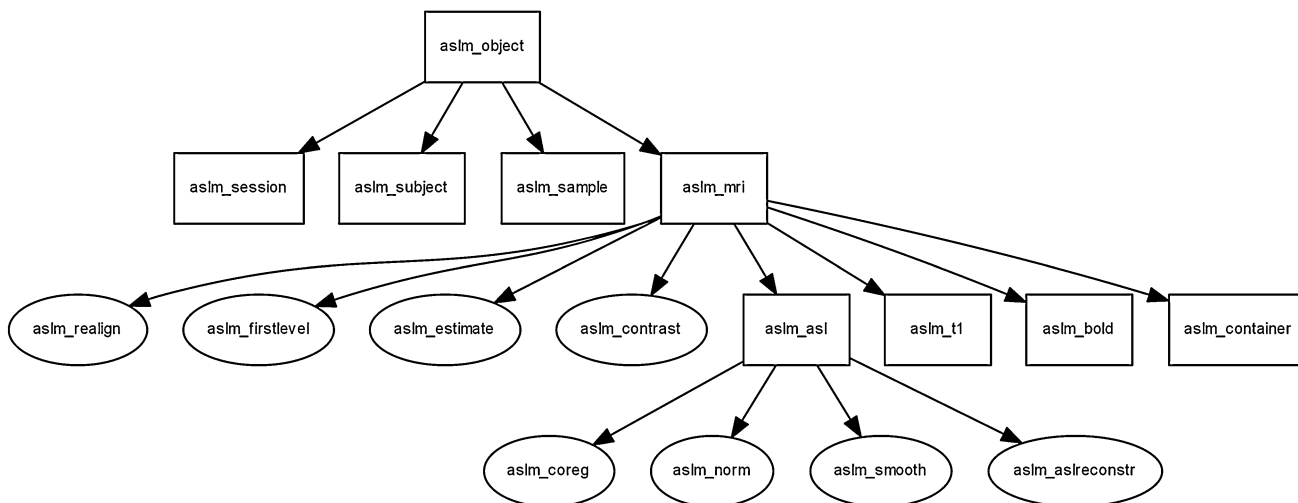 aslm_object
aslm_session
aslm_subject
aslm_sample
aslm_mri
aslm_realign
aslm_firstlevel
aslm_estimate
aslm_contrast
aslm_asl
aslm_t1
aslm_bold
aslm_container
aslm_coreg
aslm_norm
aslm_smooth
aslm_aslreconstr